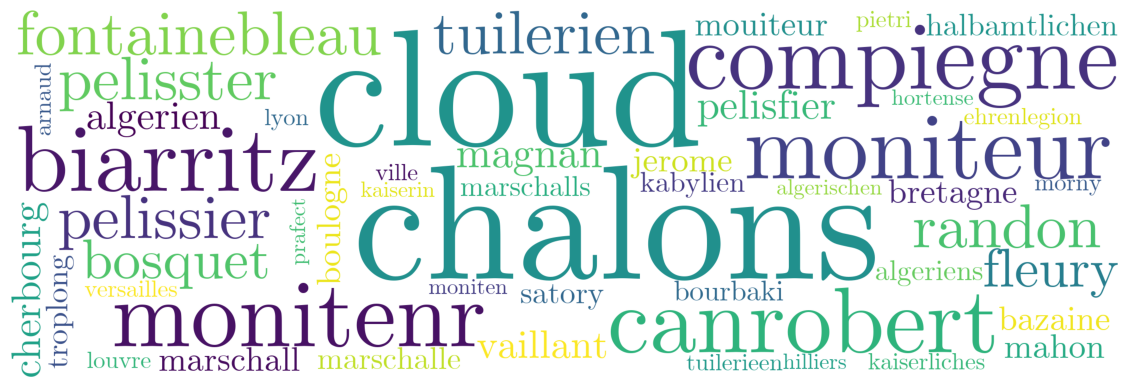 fontainebleau
tuilerien
mouiteur
pietri
halbamtlichen
arnaud
pelisster
cloud
compiegne
algerien
lyon
pelisfier
hortense
ehrenlegion
biarritz
ville
magnan
jerome
moniteur
kaiserin
marschalls
kabylien
algerischen
bretagne
morny
cherbourg
pelissier
prafect
boulogne
chalons
randon
troplong
bosquet
versailles
moniten
satory
bourbaki
algeriens
fleury
monitenr
canrobert
bazaine
louvre
marschall
marschalle
vaillant
tuilerieen
hilliers
kaiserliches
mahon